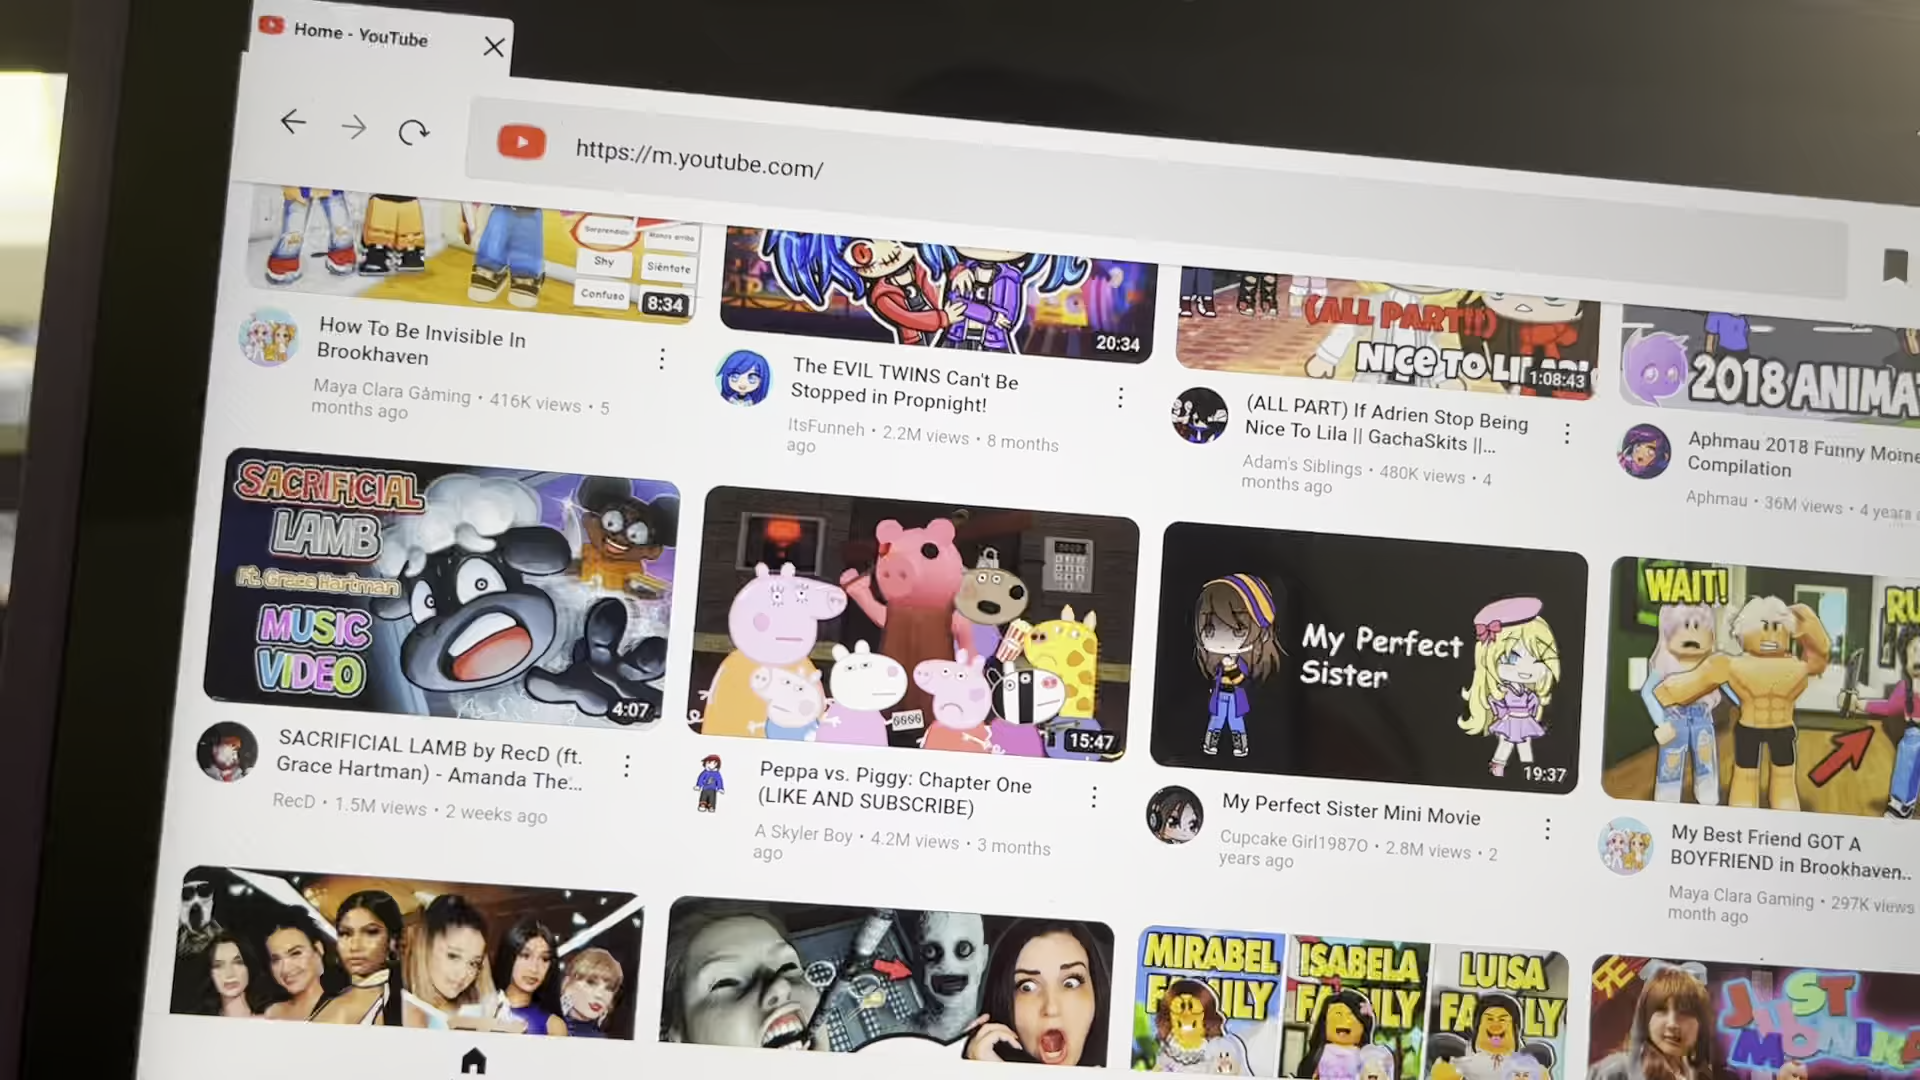 Home - YouTube
https://m.youtube.com/
Sorprendido
Shy
Siéntate
Confuso
8:34
How To Be Invisible In
Brookhaven
Maya Clara Gaming • 416K views • 5
months ago
20:34
The EVIL TWINS Can't Be
Stopped in Propnight!
ItsFunneh • 2.2M views • 8 months
ago
(ALL PART!!)
NICE TO LI
1:08:43
(ALL PART) If Adrien Stop Being
Nice To Lila || GachaSkits ||...
Adam's Siblings • 480K views • 4
months ago
2018 ANIMA
Aphmau 2018 Funny Mome
Compilation
Aphmau • 36M views • 4 years
SACRIFICIAL
LAMB
Ft. Grace Hartman
MUSIC
VIDEO
4:07
SACRIFICIAL LAMB by RecD (ft.
Grace Hartman) - Amanda The...
RecD • 1.5M views • 2 weeks ago
15:47
Peppa vs. Piggy: Chapter One
(LIKE AND SUBSCRIBE)
A Skyler Boy • 4.2M views • 3 months
ago
My Perfect
Sister
19:37
My Perfect Sister Mini Movie
Cupcake Girl19870 • 2.8M views • 2
years ago
WAIT!
RU
My Best Friend GOT A
BOYFRIEND in Brookhaven..
Maya Clara Gaming • 297K views
month ago
MIRABEL
FAMILY
ISABELA
FAMILY
LUISA
FAMILY
JUST
MONIKA